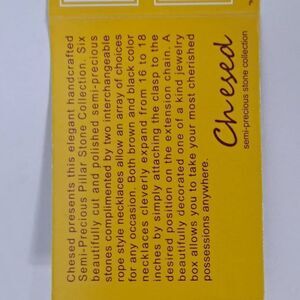 Chesed presents this elegant handcrafted
Semi-Precious Pillar Stone Collection. Six
beautifully cut and polished semi-precious
stones complimented by two interchangeable
rope style necklaces allow an array of choices
for any occasion. Both brown and black color
necklaces cleverly expand from 16 to 18
inches by simply attaching the clasp to the
desired position on the extension chain. A
beautifully decorated one of a kind jewelry
box allows you to take your most cherished
possessions anywhere.
Chesed
semi-precious stone collection